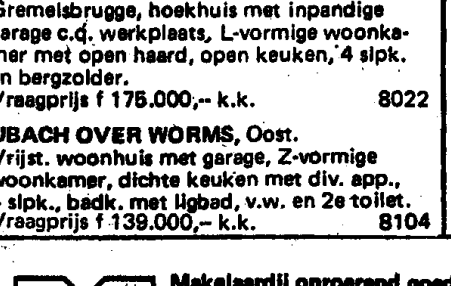 Gremelsbrugge, hoekhuis met inpandige
garage c.q. werkplaats, L-vormige woonka-
mer met open haard, open keuken, 4 slpk.
en bergzolder.
Vraagprijs f 175.000,-- k.k. 8022
UBACH OVER WORMS, Oost.
Vrijst. woonhuis met garage, Z-vormige
woonkamer, dichte keuken met div. app.,
slpk., badk. met ligbad, v.w. en 2e toilet.
Vraagprijs f 139.000,-- k.k. 8104
Makelaardij onroerend goed